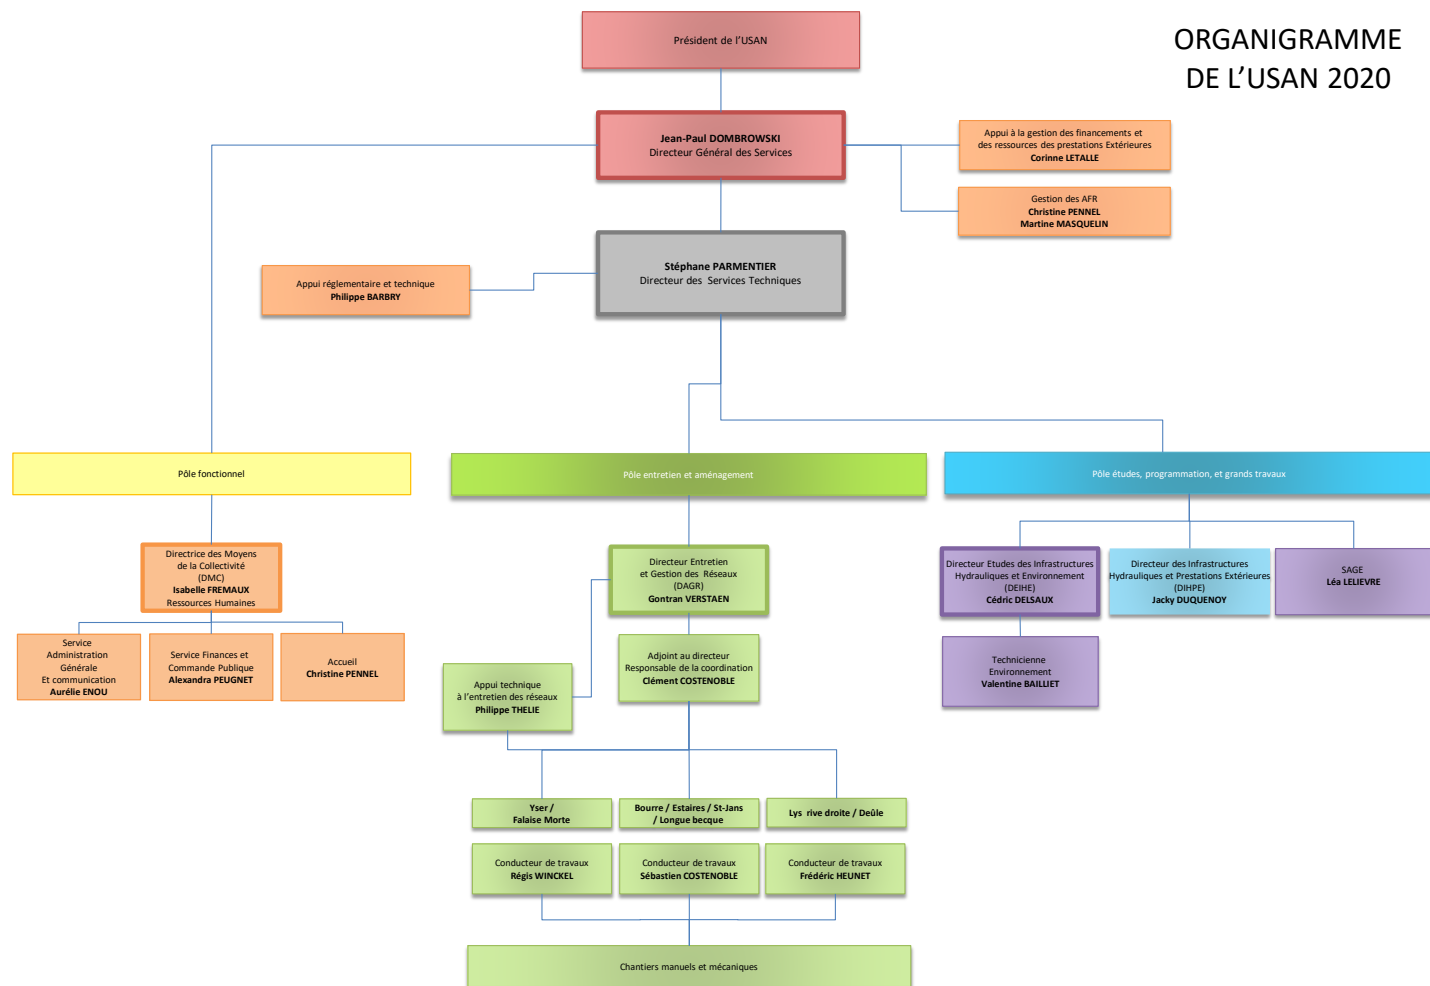 ORGANIGRAMME
DE L’USAN 2020
Président de l’USAN
Jean-Paul DOMBROWSKI
Directeur Général des Services
Appui à la gestion des financements et
des ressources des prestations Extérieures
Corinne LETALLE
Gestion des AFR
Christine PENNEL
Martine MASQUELIN
Stéphane PARMENTIER
Directeur des Services Techniques
Appui réglementaire et technique
Philippe BARBRY
Pôle fonctionnel
Pôle entretien et aménagement
Pôle études, programmation, et grands travaux
Directrice des Moyens
de la Collectivité
(DMC)
Isabelle FREMAUX
Ressources Humaines
Service
Administration
Générale
Et communication
Aurélie ENOU
Service Finances et
Commande Publique
Alexandra PEUGNET
Accueil
Christine PENNEL
Directeur Entretien
et Gestion des Réseaux
(DAGR)
Gontran VERSTAEN
Adjoint au directeur
Responsable de la coordination
Clément COSTENOBLE
Appui technique
à l’entretien des réseaux
Philippe THELIE
Directeur Etudes des Infrastructures
Hydrauliques et Environnement
(DEIHE)
Cédric DELSAUX
Directeur des Infrastructures
Hydrauliques et Prestations Extérieures
(DIHPE)
Jacky DUQUENOY
SAGE
Léa LELIEVRE
Technicienne
Environnement
Valentine BAILLIET
Yser /
Falaise Morte
Bourre / Estaires / St-Jans
/ Longue becque
Lys rive droite / Deûle
Conducteur de travaux
Régis WINCKEL
Conducteur de travaux
Sébastien COSTENOBLE
Conducteur de travaux
Frédéric HEUNET
Chantiers manuels et mécaniques